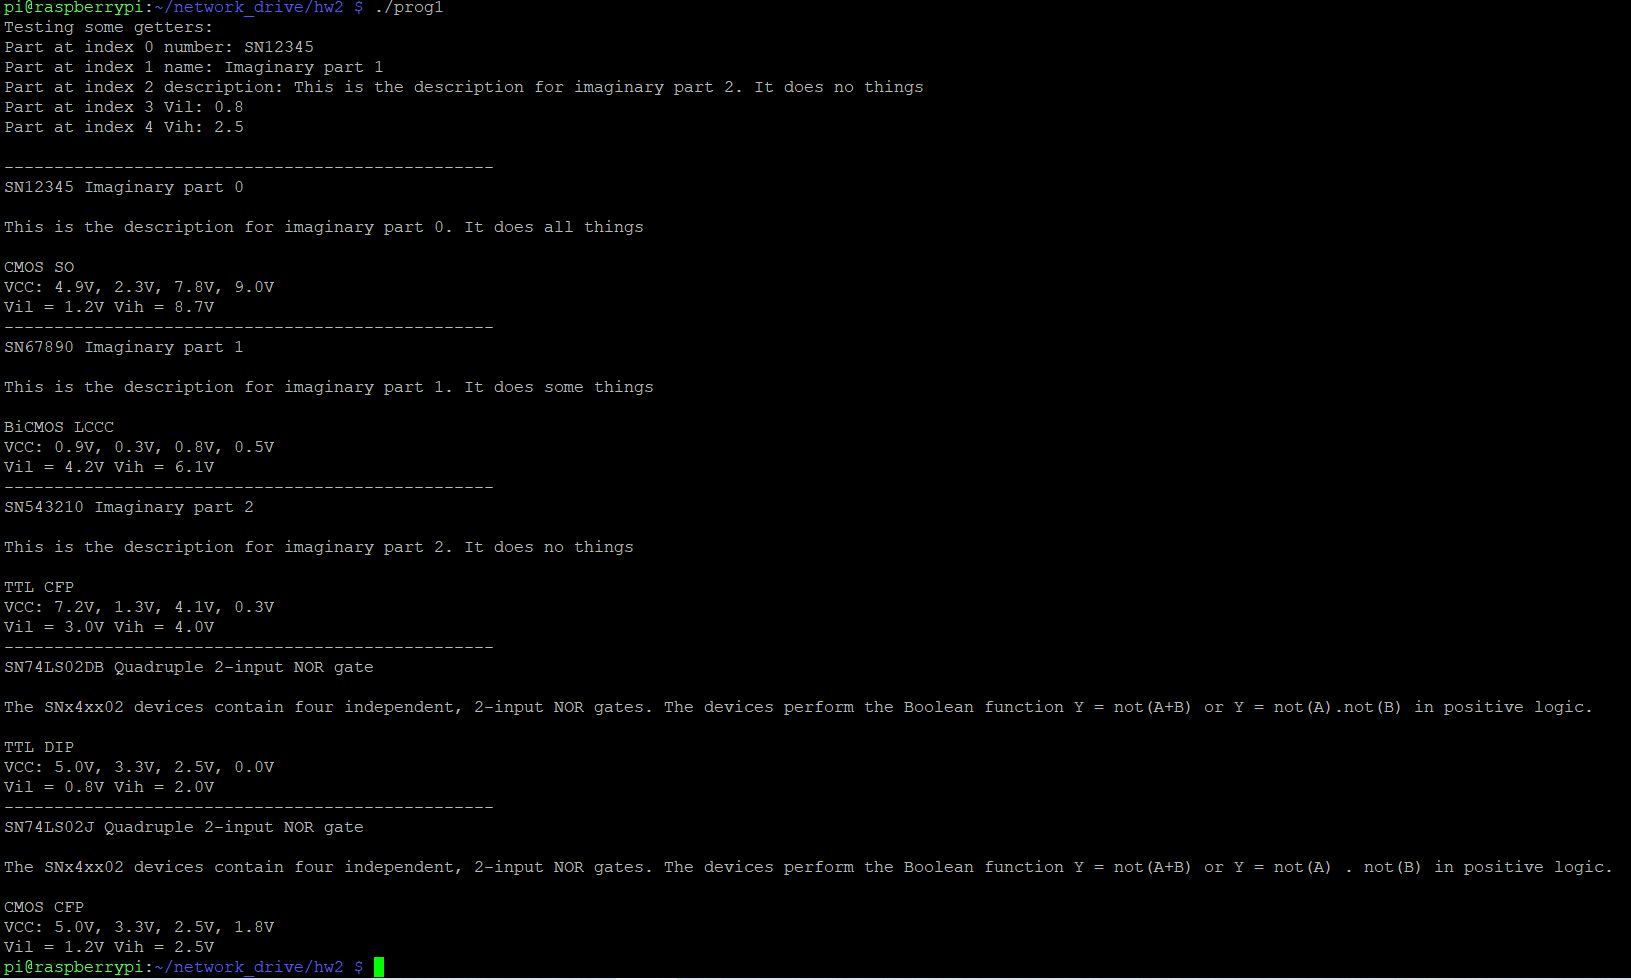 pi@raspberrypi:~/network_drive/hw2 $ ./prog1
Testing some getters:
Part at index 0 number: SN12345
Part at index 1 name: Imaginary part 1
Part at index 2 description: This is the description for imaginary part 2. It does no things
Part at index 3 Vil: 0.8
Part at index 4 Vih: 2.5
-------------------------------------------------
SN12345 Imaginary part 0
This is the description for imaginary part 0. It does all things
CMOS SO
VCC: 4.9V, 2.3V, 7.8V, 9.0V
Vil = 1.2V Vih = 8.7V
-------------------------------------------------
SN67890 Imaginary part 1
This is the description for imaginary part 1. It does some things
BiCMOS LCCC
VCC: 0.9V, 0.3V, 0.8V, 0.5V
Vil = 4.2V Vih = 6.1V
-------------------------------------------------
SN543210 Imaginary part 2
This is the description for imaginary part 2. It does no things
TTL CFP
VCC: 7.2V, 1.3V, 4.1V, 0.3V
Vil = 3.0V Vih = 4.0V
-------------------------------------------------
SN74LS02DB Quadruple 2-input NOR gate
The SNx4xx02 devices contain four independent, 2-input NOR gates. The devices perform the Boolean function Y = not(A+B) or Y = not(A).not(B) in positive logic.
TTL DIP
VCC: 5.0V, 3.3V, 2.5V, 0.0V
Vil = 0.8V Vih = 2.0V
-------------------------------------------------
SN74LS02J Quadruple 2-input NOR gate
The SNx4xx02 devices contain four independent, 2-input NOR gates. The devices perform the Boolean function Y = not(A+B) or Y = not(A) . not(B) in positive logic.
CMOS CFP
VCC: 5.0V, 3.3V, 2.5V, 1.8V
Vil = 1.2V Vih = 2.5V
pi@raspberrypi:~/network_drive/hw2 $